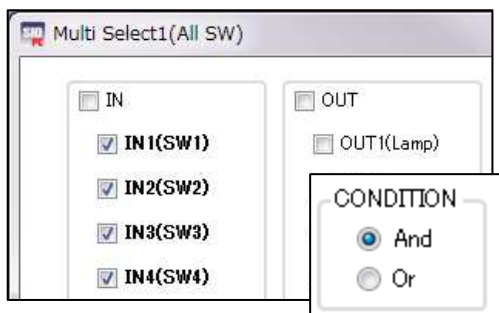 Multi Select1(All SW)
IN
IN1(SW1)
IN2(SW2)
IN3(SW3)
IN4(SW4)
OUT
OUT1(Lamp)
CONDITION
And
Or